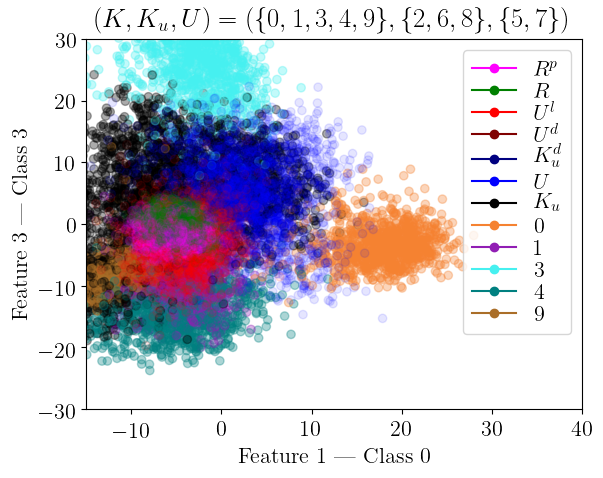 (K, K_u, U) = ({0, 1, 3, 4, 9}, {2, 6, 8}, {5, 7})
30
20
10
0
−10
−20
−30
Feature 3 — Class 3
R^p
R
U^l
U^d
K_u^d
U
K_u
0
1
3
4
9
−10
0
10
20
30
40
Feature 1 — Class 0